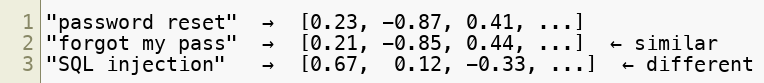 1 "password reset"  →  [0.23, −0.87, 0.41, ...]
2 "forgot my pass"  →  [0.21, −0.85, 0.44, ...]  ← similar
3 "SQL injection"   →  [0.67,  0.12, −0.33, ...]  ← different